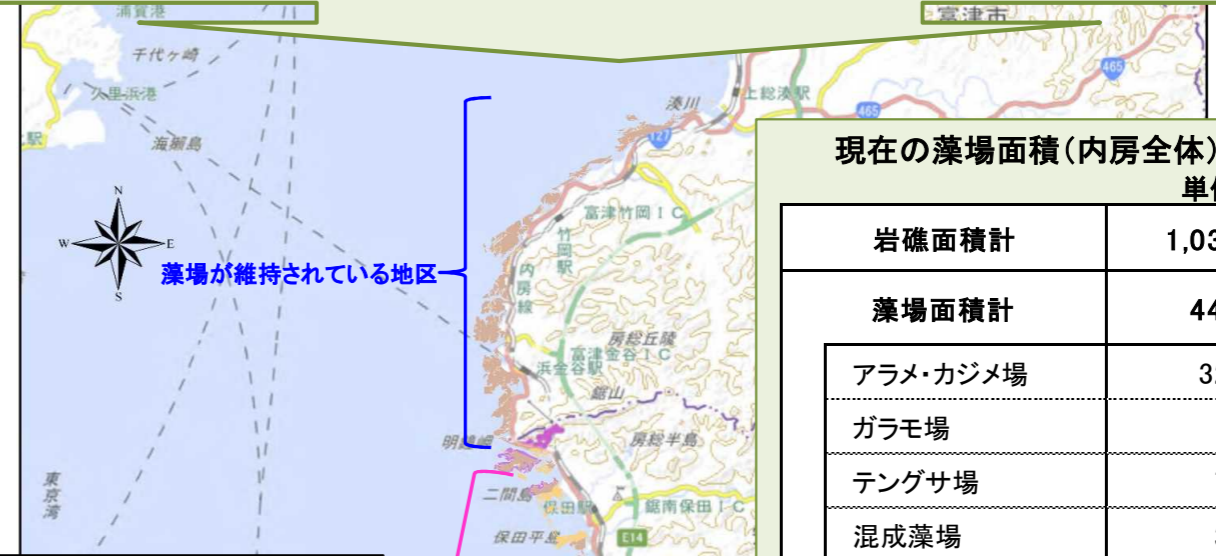 浦賀港
富津市
千代ヶ崎
465
久里浜港
上総湊駅
湊川
465
駅
127
海獺島
現在の藻場面積(内房全体)
単
富津竹岡IC
岩礁面積計 1,03
N
竹岡駅
W E
内房線
藻場が維持されている地区
S
藻場面積計 44
房総丘陵
富津金谷IC
浜金谷駅
アラメ・カジメ場 3
鋸山
ガラモ場
明鐘岬
房総半島
東京湾
テングサ場
二間島
保田駅
鋸南保田IC
保田平島
E14
混成藻場